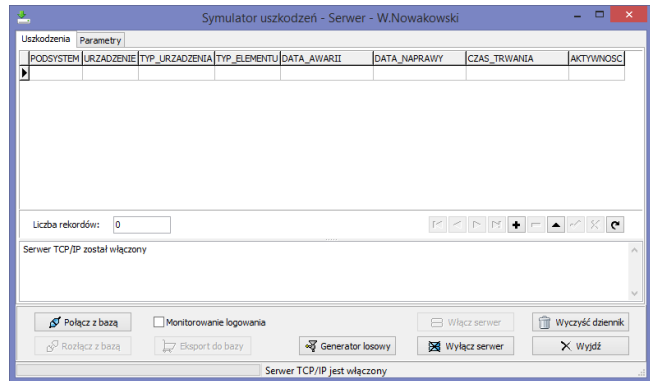 Symulator uszkodzeń - Serwer - W.Nowakowski
Uszkodzenia Parametry
PODSYSTEM URZADZENIE TYP_URZADZENIA TYP_ELEMENTU DATA_AWARII DATA_NAPRAWY CZAS_TRWANIA AKTYWNOSC
Liczba rekordów: 0
Serwer TCP/IP został włączony
Połącz z bazą Monitorowanie logowania Włącz serwer Wyczyść dziennik
Rozłącz z bazą Eksport do bazy Generator losowy Wyłącz serwer Wyjdź
Serwer TCP/IP jest włączony